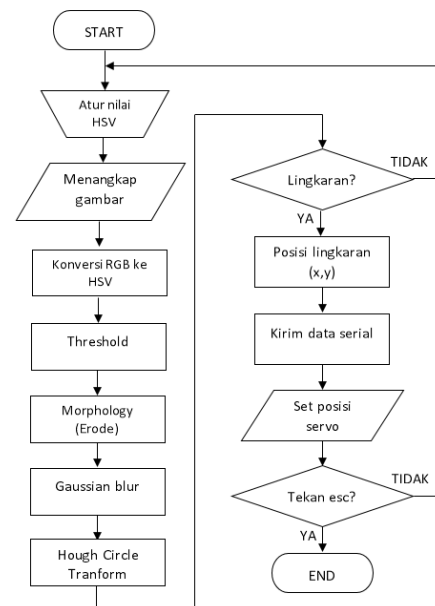 START
Atur nilai
HSV
Menangkap
gambar
Konversi RGB ke
HSV
Threshold
Morphology
(Erode)
Gaussian blur
Hough Circle
Tranform
Lingkaran?
TIDAK
YA
Posisi lingkaran
(x,y)
Kirim data serial
Set posisi
servo
Tekan esc?
TIDAK
YA
END